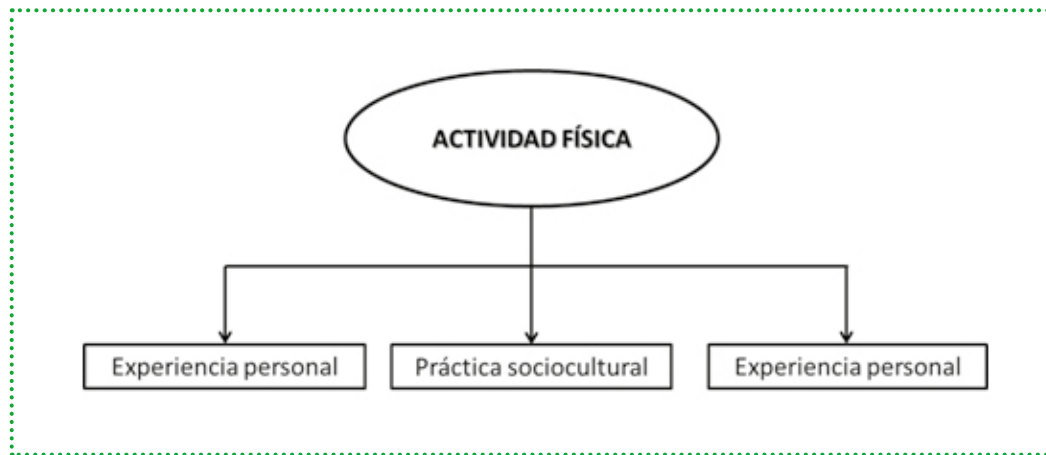 ACTIVIDAD FÍSICA
Experiencia personal
Práctica sociocultural
Experiencia personal